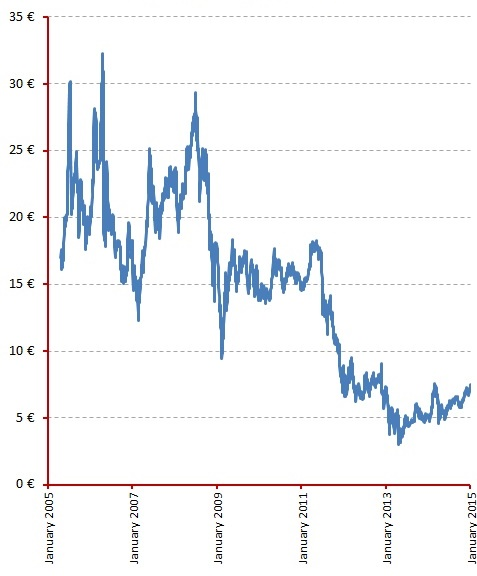 35 €
30 €
25 €
20 €
15 €
10 €
5 €
0 €
January 2005
January 2007
January 2009
January 2011
January 2013
January 2015